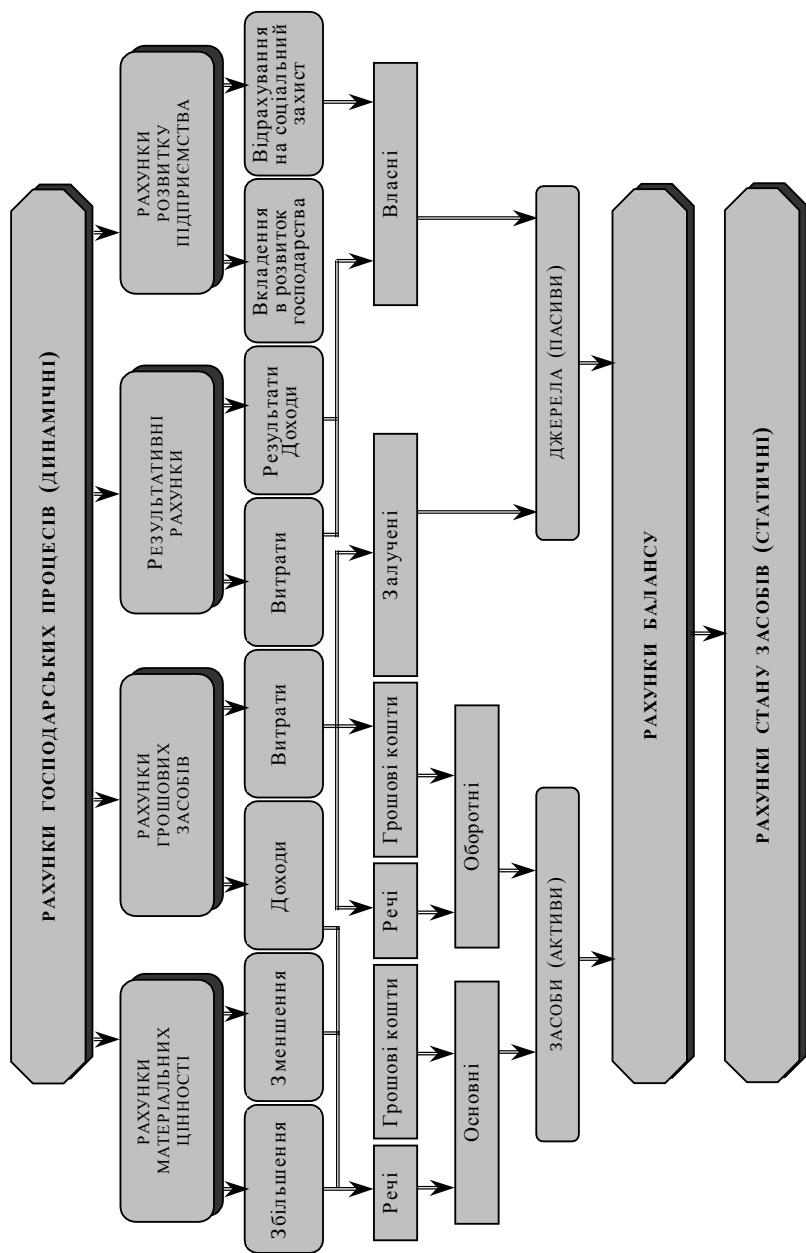 РАХУНКИ ГОСПОДАРСЬКИХ ПРОЦЕСІВ (ДИНАМІЧНІ)
РАХУНКИ
МАТЕРІАЛЬНИХ
ЦІННОСТІ
РАХУНКИ
ГРОШОВИХ
ЗАСОБІВ
РЕЗУЛЬТАТИВНІ
РАХУНКИ
РАХУНКИ
РОЗВИТКУ
ПІДПРИЄМСТВА
Збільшення
Зменшення
Доходи
Витрати
Витрати
Результати
Доходи
Вкладення
в розвиток
господарства
Відрахування
на соціальний
захист
Речі
Грошові кошти
Речі
Грошові кошти
Залучені
Власні
Основні
Оборотні
ЗАСОБИ (АКТИВИ)
ДЖЕРЕЛА (ПАСИВИ)
РАХУНКИ БАЛАНСУ
РАХУНКИ СТАНУ ЗАСОБІВ (СТАТИЧНІ)